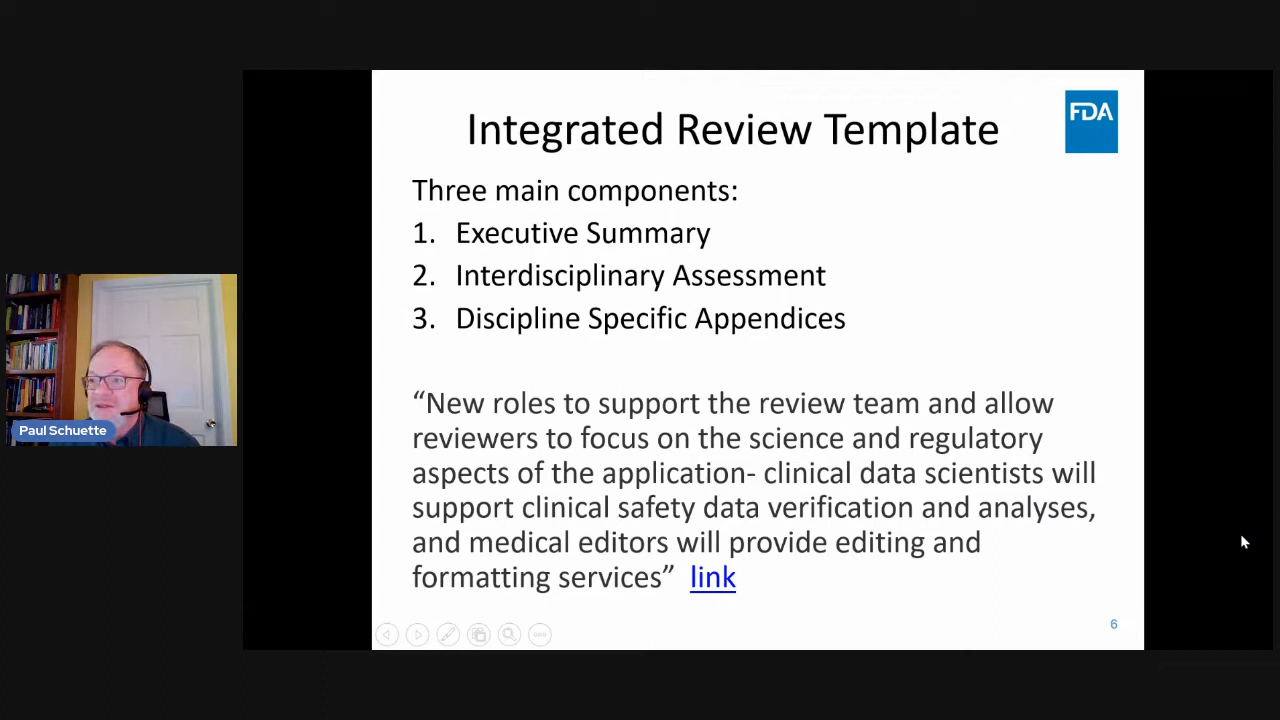 Integrated Review Template
FDA
Three main components:
1. Executive Summary
2. Interdisciplinary Assessment
3. Discipline Specific Appendices
“New roles to support the review team and allow
reviewers to focus on the science and regulatory
aspects of the application- clinical data scientists will
support clinical safety data verification and analyses,
and medical editors will provide editing and
formatting services” link
6
Paul Schuette